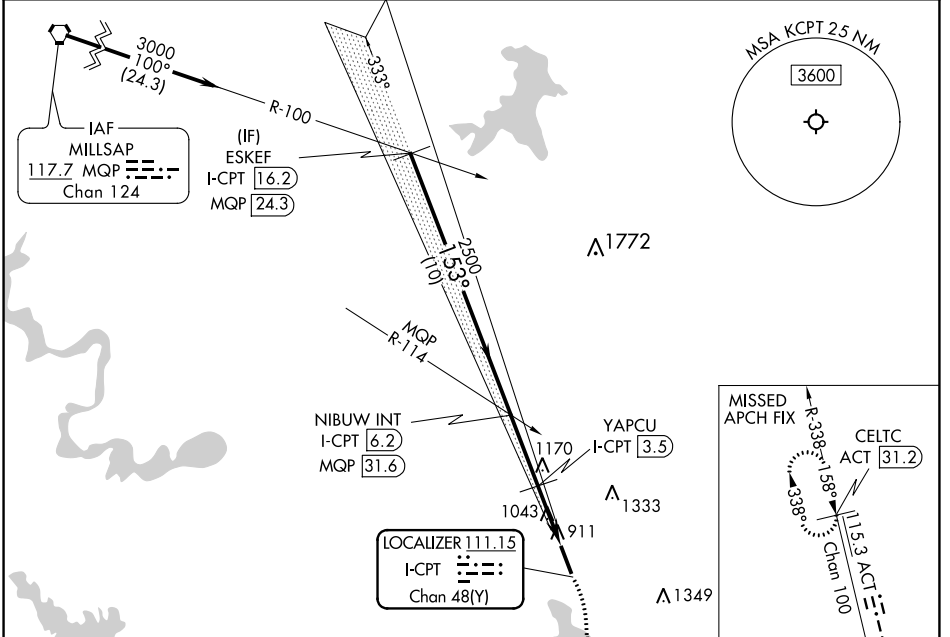 3000
100°
(24.3)
R-100
IAF
MILLSAP
117.7 MQP
Chan 124
(IF)
ESKEF
I-CPT 16.2
MQP 24.3
333°
MSA KCPT 25 NM
3600
1772
2500
153°
(10)
MQP
R-114
NIBUW INT
I-CPT 6.2
MQP 31.6
YAPCU
I-CPT 3.5
1170
1333
1043
911
LOCALIZER 111.15
I-CPT
Chan 48(Y)
1349
MISSED
APCH FIX
R-338
158°
338°
CELTC
ACT 31.2
115.3 ACT
Chan 100